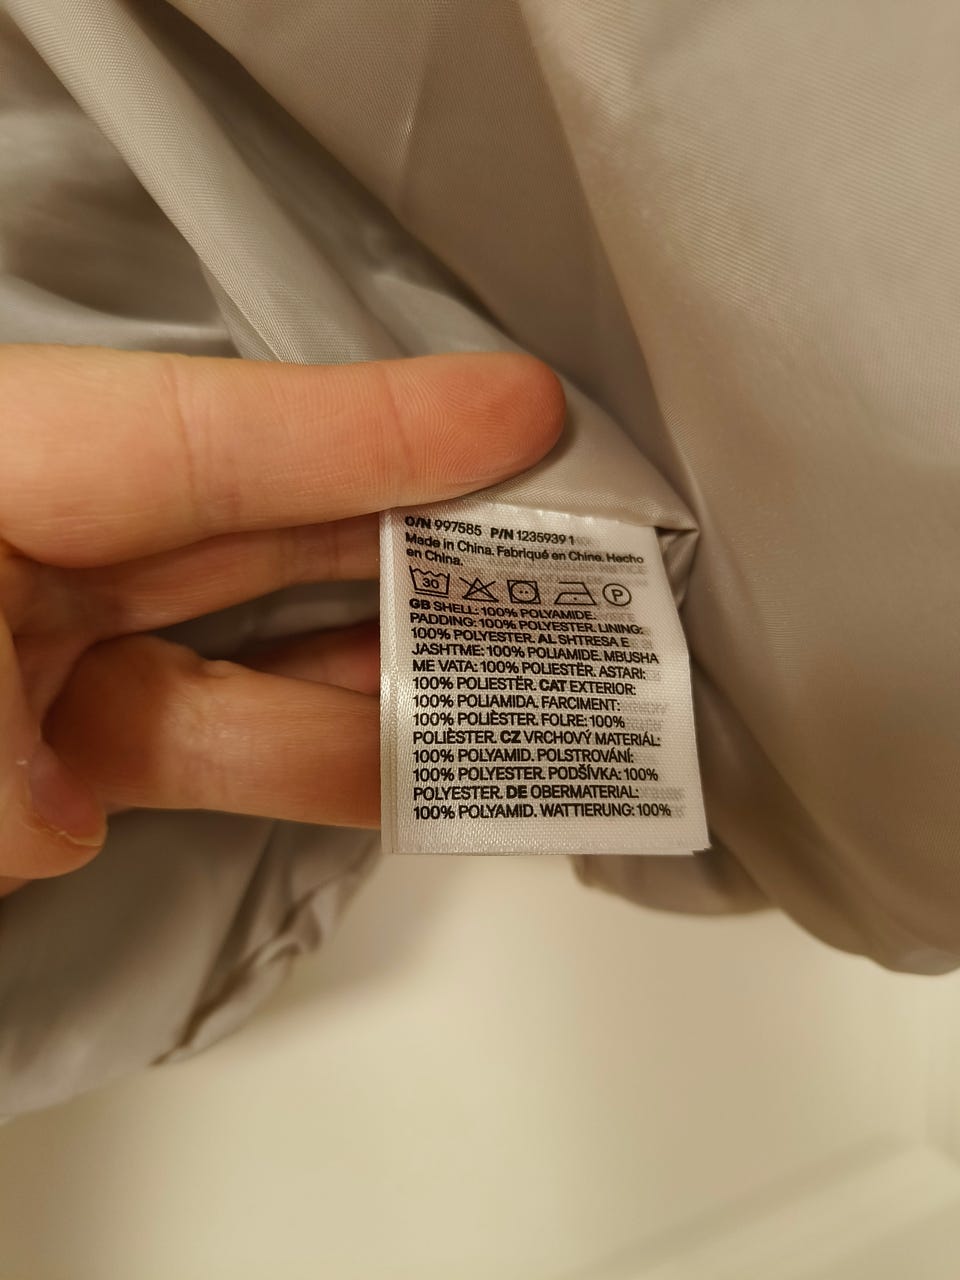 O/N 997585 P/N 1235939 1
Made in China. Fabriqué en Chine. Hecho
en China.
30 P
GB SHELL: 100% POLYAMIDE.
PADDING: 100% POLYESTER. LINING:
100% POLYESTER. AL SHTRESA E
JASHTME: 100% POLIAMIDE. MBUSHA
ME VATA: 100% POLIESTËR. ASTARI:
100% POLIESTËR. CAT EXTERIOR:
100% POLIAMIDA. FARCIMENT:
100% POLIÈSTER. FOLRE: 100%
POLIÈSTER. CZ VRCHOVÝ MATERIÁL:
100% POLYAMID. POLSTROVÁNÍ:
100% POLYESTER. PODŠÍVKA: 100%
POLYESTER. DE OBERMATERIAL:
100% POLYAMID. WATTIERUNG: 100%